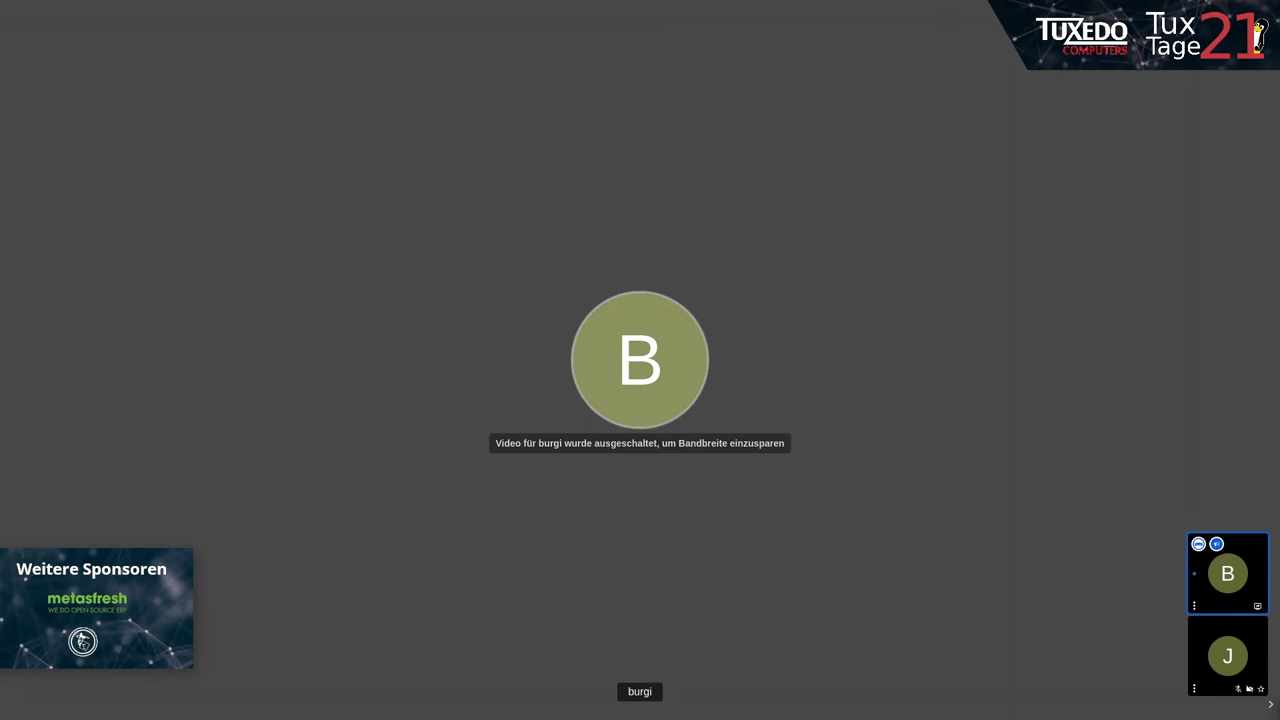 TUXEDO
COMPUTERS
Tux
Tage
21
B
Video für burgi wurde ausgeschaltet, um Bandbreite einzusparen
Weitere Sponsoren
metasfresh
WE DO OPEN SOURCE ERP
B
J
burgi